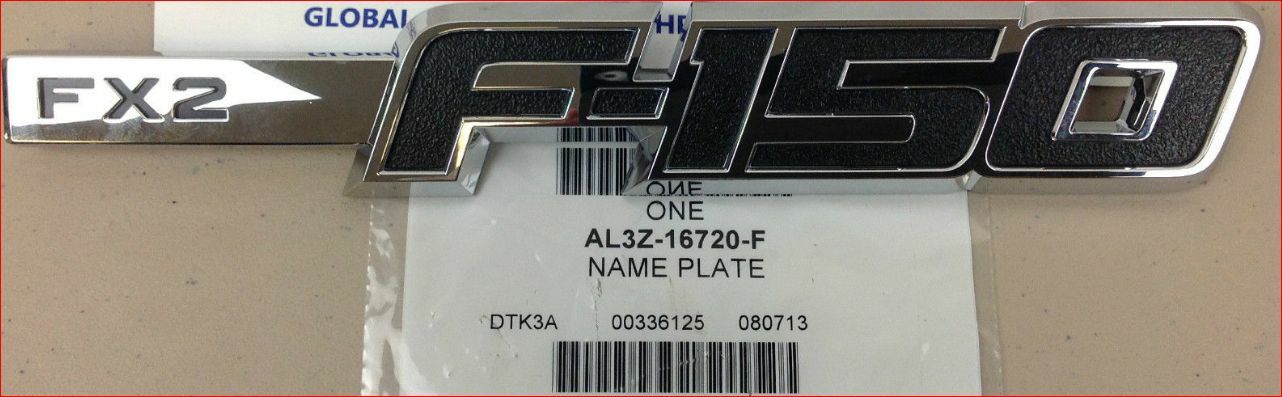 GLOBAL
FX2 F-150
ONE
ONE
AL3Z-16720-F
NAME PLATE
DTK3A 00336125 080713